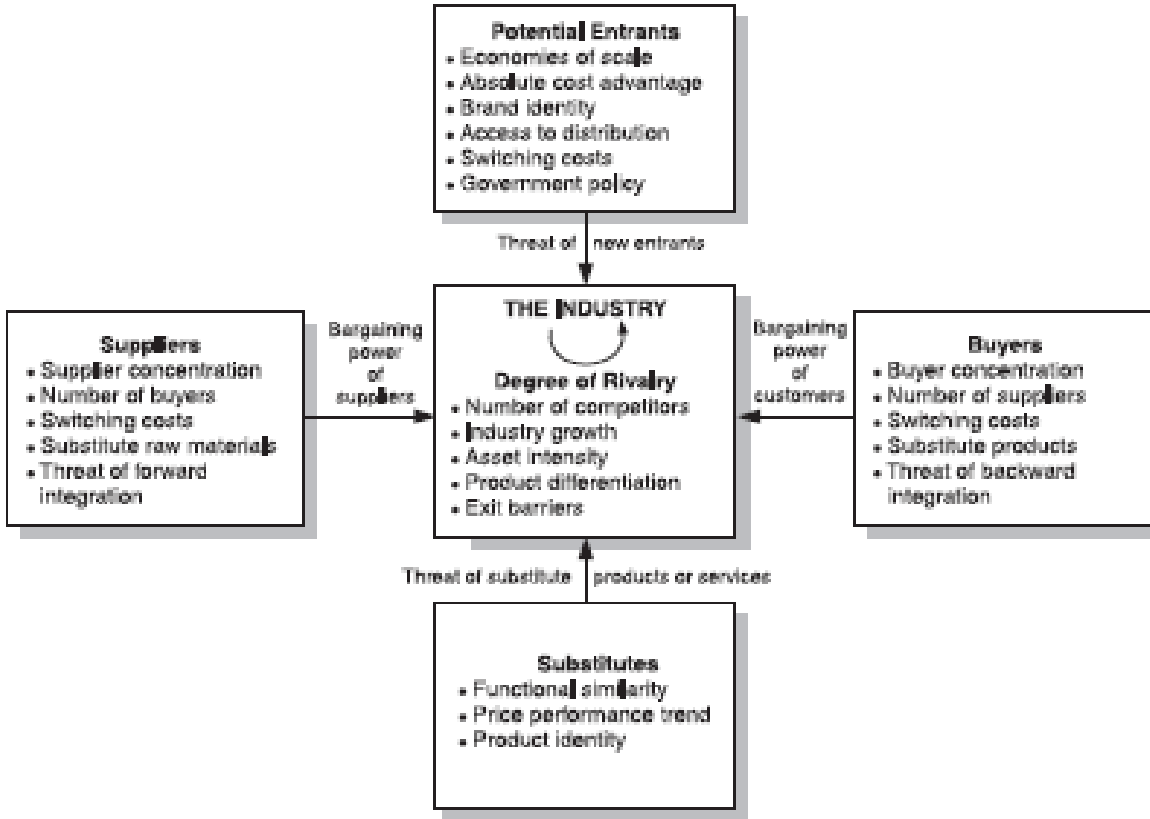 Potential Entrants
• Economies of scale
• Absolute cost advantage
• Brand identity
• Access to distribution
• Switching costs
• Government policy
Threat of new entrants
Suppliers
• Supplier concentration
• Number of buyers
• Switching costs
• Substitute raw materials
• Threat of forward
integration
Bargaining
power
of
suppliers
THE INDUSTRY
Degree of Rivalry
• Number of competitors
• Industry growth
• Asset intensity
• Product differentiation
• Exit barriers
Bargaining
power
of
customers
Buyers
• Buyer concentration
• Number of suppliers
• Switching costs
• Substitute products
• Threat of backward
integration
Threat of substitute products or services
Substitutes
• Functional similarity
• Price performance trend
• Product identity